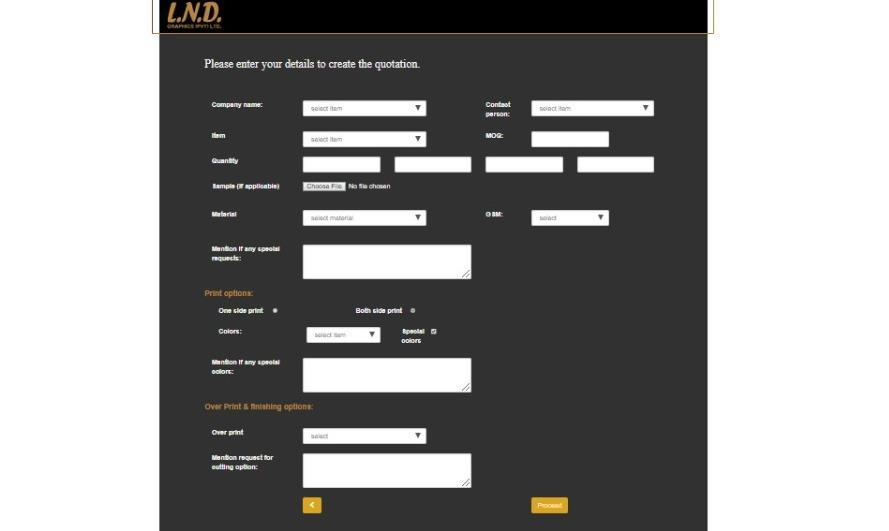 L.N.D.
GRAPHICS (PVT) LTD.
Please enter your details to create the quotation.
Company name: select item Contact person: select item
Item select item MOQ:
Quantity
Sample (if applicable) Choose File No file chosen
Material select material GSM: select
Mention if any special
requests:
Print options:
One side print Both side print
Colors: select item Special
colors
Mention if any special
colors:
Over Print & finishing options:
Over print select
Mention request for
cutting option:
Proceed